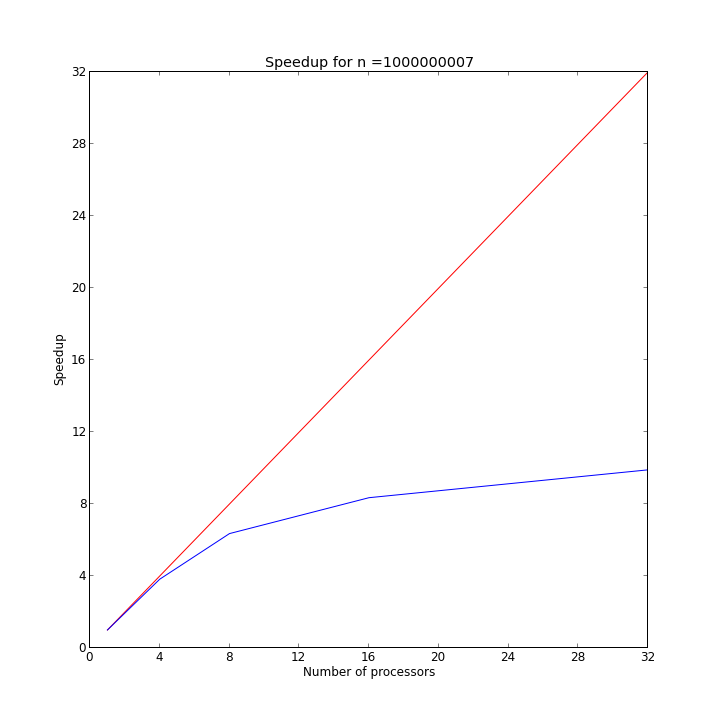 Speedup for n =1000000007
32
28
24
20
16
12
8
4
0
Speedup
0 4 8 12 16 20 24 28 32
Number of processors